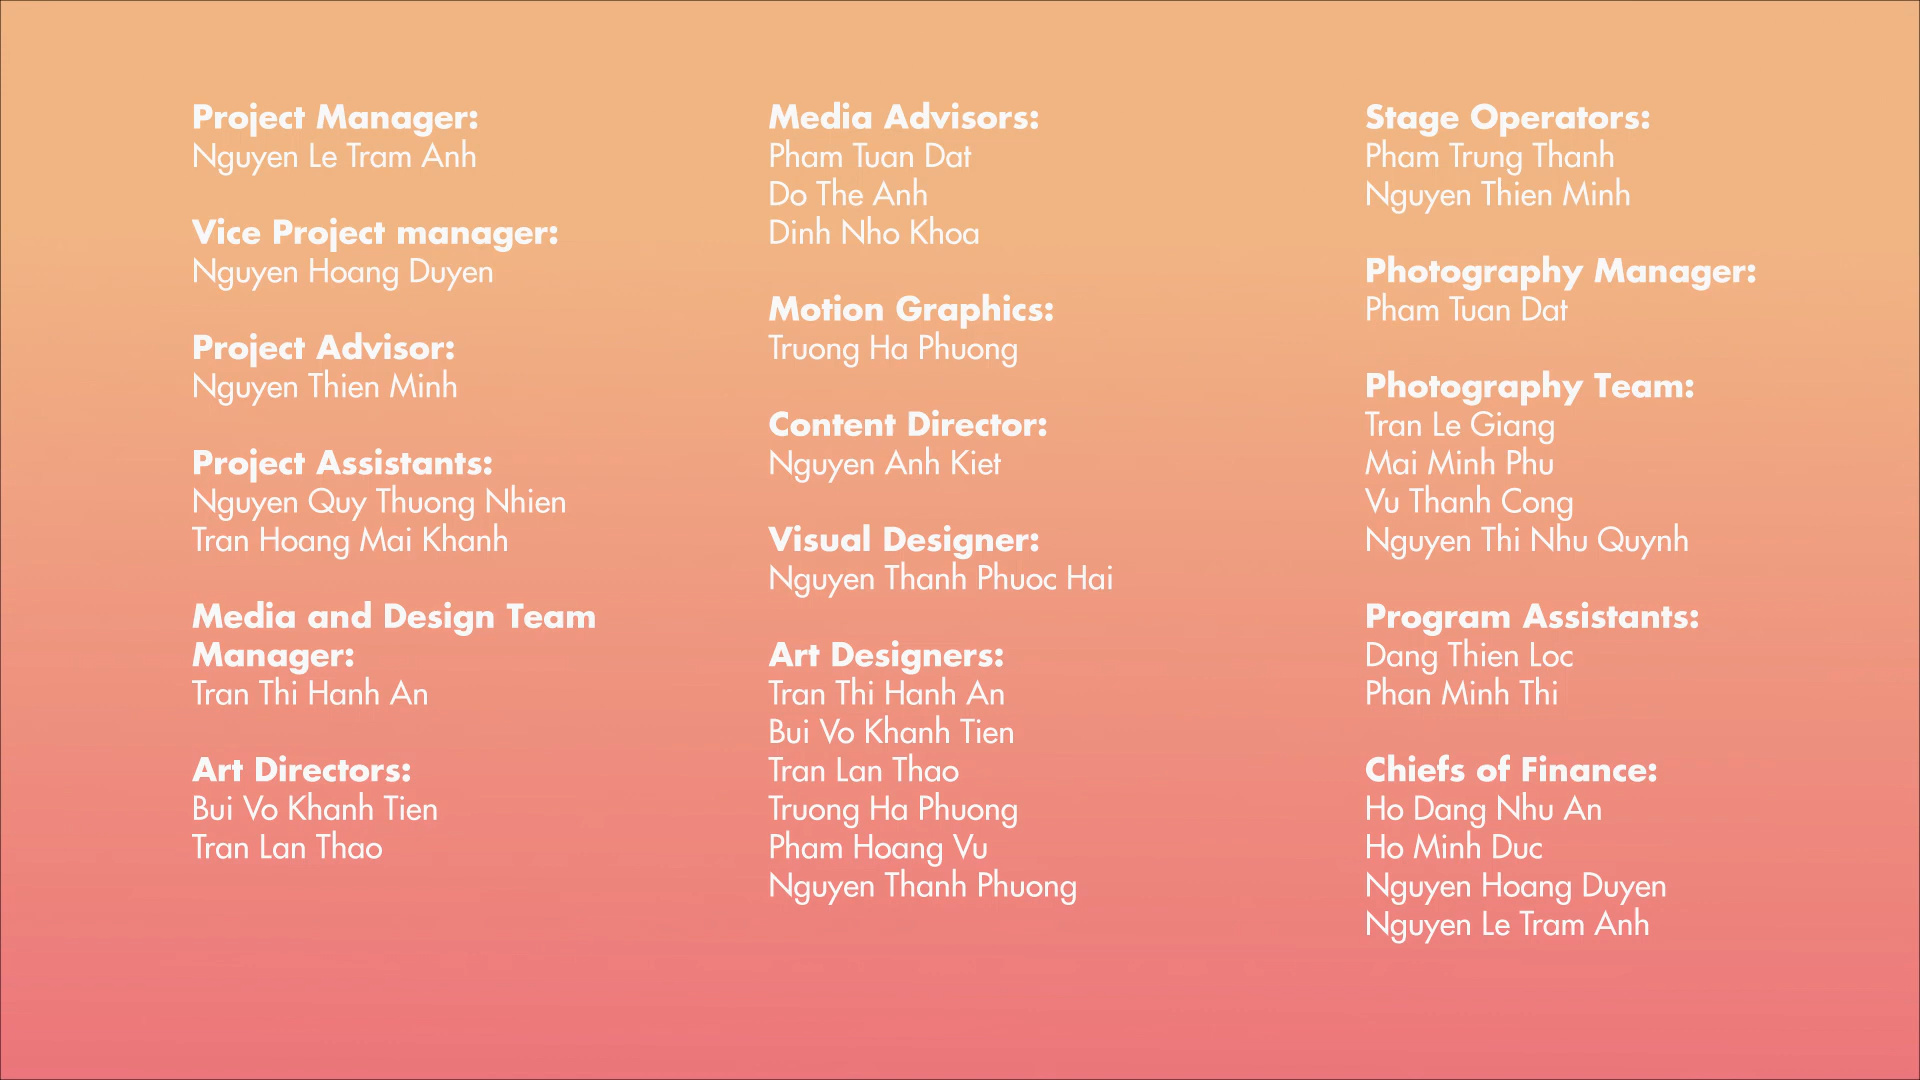 Project Manager:
Nguyen Le Tram Anh
Vice Project manager:
Nguyen Hoang Duyen
Project Advisor:
Nguyen Thien Minh
Project Assistants:
Nguyen Quy Thuong Nhien
Tran Hoang Mai Khanh
Media and Design Team
Manager:
Tran Thi Hanh An
Art Directors:
Bui Vo Khanh Tien
Tran Lan Thao
Media Advisors:
Pham Tuan Dat
Do The Anh
Dinh Nho Khoa
Motion Graphics:
Truong Ha Phuong
Content Director:
Nguyen Anh Kiet
Visual Designer:
Nguyen Thanh Phuoc Hai
Art Designers:
Tran Thi Hanh An
Bui Vo Khanh Tien
Tran Lan Thao
Truong Ha Phuong
Pham Hoang Vu
Nguyen Thanh Phuong
Stage Operators:
Pham Trung Thanh
Nguyen Thien Minh
Photography Manager:
Pham Tuan Dat
Photography Team:
Tran Le Giang
Mai Minh Phu
Vu Thanh Cong
Nguyen Thi Nhu Quynh
Program Assistants:
Dang Thien Loc
Phan Minh Thi
Chiefs of Finance:
Ho Dang Nhu An
Ho Minh Duc
Nguyen Hoang Duyen
Nguyen Le Tram Anh